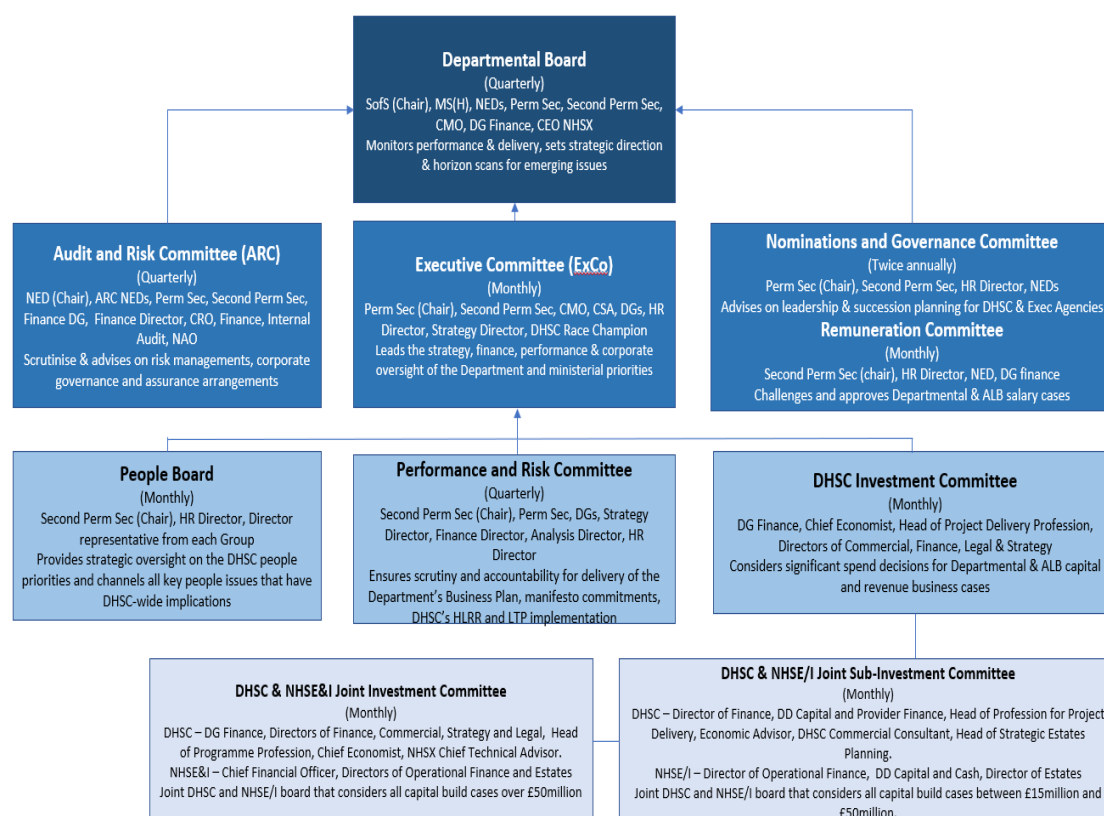 Departmental Board
(Quarterly)
SofS (Chair), MS(H), NEDs, Perm Sec, Second Perm Sec,
CMO, DG Finance, CEO NHSX
Monitors performance & delivery, sets strategic direction
& horizon scans for emerging issues
Audit and Risk Committee (ARC)
(Quarterly)
NED (Chair), ARC NEDs, Perm Sec, Second Perm Sec,
Finance DG, Finance Director, CRO, Finance, Internal
Audit, NAO
Scrutinise & advises on risk managements, corporate
governance and assurance arrangements
Executive Committee (ExCo)
(Monthly)
Perm Sec (Chair), Second Perm Sec, CMO, CSA, DGs, HR
Director, Strategy Director, DHSC Race Champion
Leads the strategy, finance, performance & corporate
oversight of the Department and ministerial priorities
Nominations and Governance Committee
(Twice annually)
Perm Sec (Chair), Second Perm Sec, HR Director, NEDs
Advises on leadership & succession planning for DHSC & Exec Agencies
Remuneration Committee
(Monthly)
Second Perm Sec (chair), HR Director, NED, DG finance
Challenges and approves Departmental & ALB salary cases
People Board
(Monthly)
Second Perm Sec (Chair), HR Director, Director
representative from each Group
Provides strategic oversight on the DHSC people
priorities and channels all key people issues that have
DHSC-wide implications
Performance and Risk Committee
(Quarterly)
Second Perm Sec (Chair), Perm Sec, DGs, Strategy
Director, Finance Director, Analysis Director, HR
Director
Ensures scrutiny and accountability for delivery of the
Department's Business Plan, manifesto commitments,
DHSC's HLRR and LTP implementation
DHSC Investment Committee
(Monthly)
DG Finance, Chief Economist, Head of Project Delivery Profession,
Directors of Commercial, Finance, Legal & Strategy
Considers significant spend decisions for Departmental & ALB capital
and revenue business cases
DHSC & NHSE&I Joint Investment Committee
(Monthly)
DHSC – DG Finance, Directors of Finance, Commercial, Strategy and Legal, Head
of Programme Profession, Chief Economist, NHSX Chief Technical Advisor.
NHSE&I – Chief Financial Officer, Directors of Operational Finance and Estates
Joint DHSC and NHSE/I board that considers all capital build cases over £50million
DHSC & NHSE/I Joint Sub-Investment Committee
(Monthly)
DHSC – Director of Finance, DD Capital and Provider Finance, Head of Profession for Project
Delivery, Economic Advisor, DHSC Commercial Consultant, Head of Strategic Estates
Planning.
NHSE/I – Director of Operational Finance, DD Capital and Cash, Director of Estates
Joint DHSC and NHSE/I board that considers all capital build cases between £15million and
£50million.